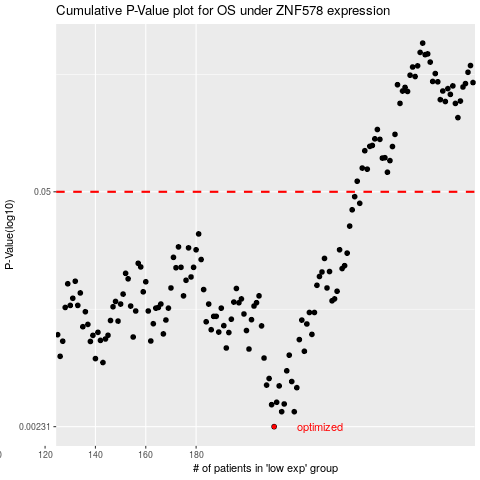 Cumulative P-Value plot for OS under ZNF578 expression
P-Value(log10)
0.05
0.00231
optimized
0 120 140 160 180
# of patients in 'low exp' group